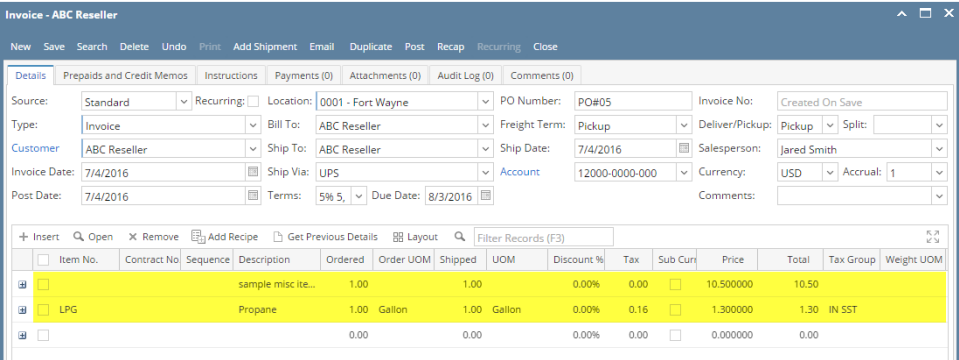 Invoice - ABC Reseller
New Save Search Delete Undo Print Add Shipment Email Duplicate Post Recap Recurring Close
Details Prepaids and Credit Memos Instructions Payments (0) Attachments (0) Audit Log (0) Comments (0)
Source: Standard Recurring: Location: 0001 - Fort Wayne PO Number: PO#05 Invoice No: Created On Save
Type: Invoice Bill To: ABC Reseller Freight Term: Pickup Deliver/Pickup: Pickup Split:
Customer ABC Reseller Ship To: ABC Reseller Ship Date: 7/4/2016 Salesperson: Jared Smith
Invoice Date: 7/4/2016 Ship Via: UPS Account 12000-0000-000 Currency: USD Accrual: 1
Post Date: 7/4/2016 Terms: 5% 5, Due Date: 8/3/2016 Comments:
Insert Open Remove Add Recipe Get Previous Details Layout Filter Records (F3)
Item No. Contract No Sequence Description Ordered Order UOM Shipped UOM Discount % Tax Sub Curr Price Total Tax Group Weight UOM
sample misc ite... 1.00 1.00 0.00% 0.00 10.500000 10.50
LPG Propane 1.00 Gallon 1.00 Gallon 0.00% 0.16 1.300000 1.30 IN SST
0.00 0.00 0.00% 0.00 0.000000 0.00